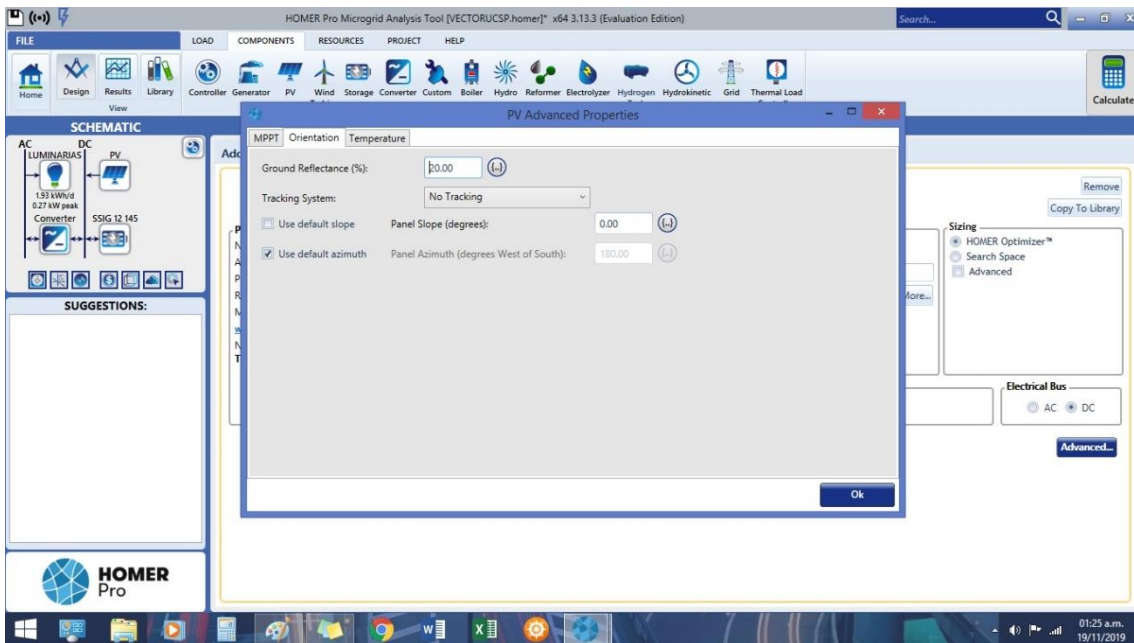 HOMER Pro Microgrid Analysis Tool [VECTORUCSP.homer]* x64 3.13.3 (Evaluation Edition)
Search...
FILE
LOAD COMPONENTS RESOURCES PROJECT HELP
Home Design Results Library Controller Generator PV Wind Storage Converter Custom Boiler Hydro Reformer Electrolyzer Hydrogen Hydrokinetic Grid Thermal Load
View
Calculate
SCHEMATIC
AC DC
LUMINARIAS PV
1.93 kWh/d
0.27 kW peak
Converter SSIG 12 145
SUGGESTIONS:
HOMER
Pro
PV Advanced Properties
MPPT Orientation Temperature
Ground Reflectance (%): 20.00 {..}
Tracking System: No Tracking
Use default slope Panel Slope (degrees): 0.00 {..}
Use default azimuth Panel Azimuth (degrees West of South): 180.00 {..}
Ok
Remove
Copy To Library
Sizing
HOMER Optimizer™
Search Space
Advanced
More...
Electrical Bus
AC DC
Advanced...
01:25 a.m.
19/11/2019